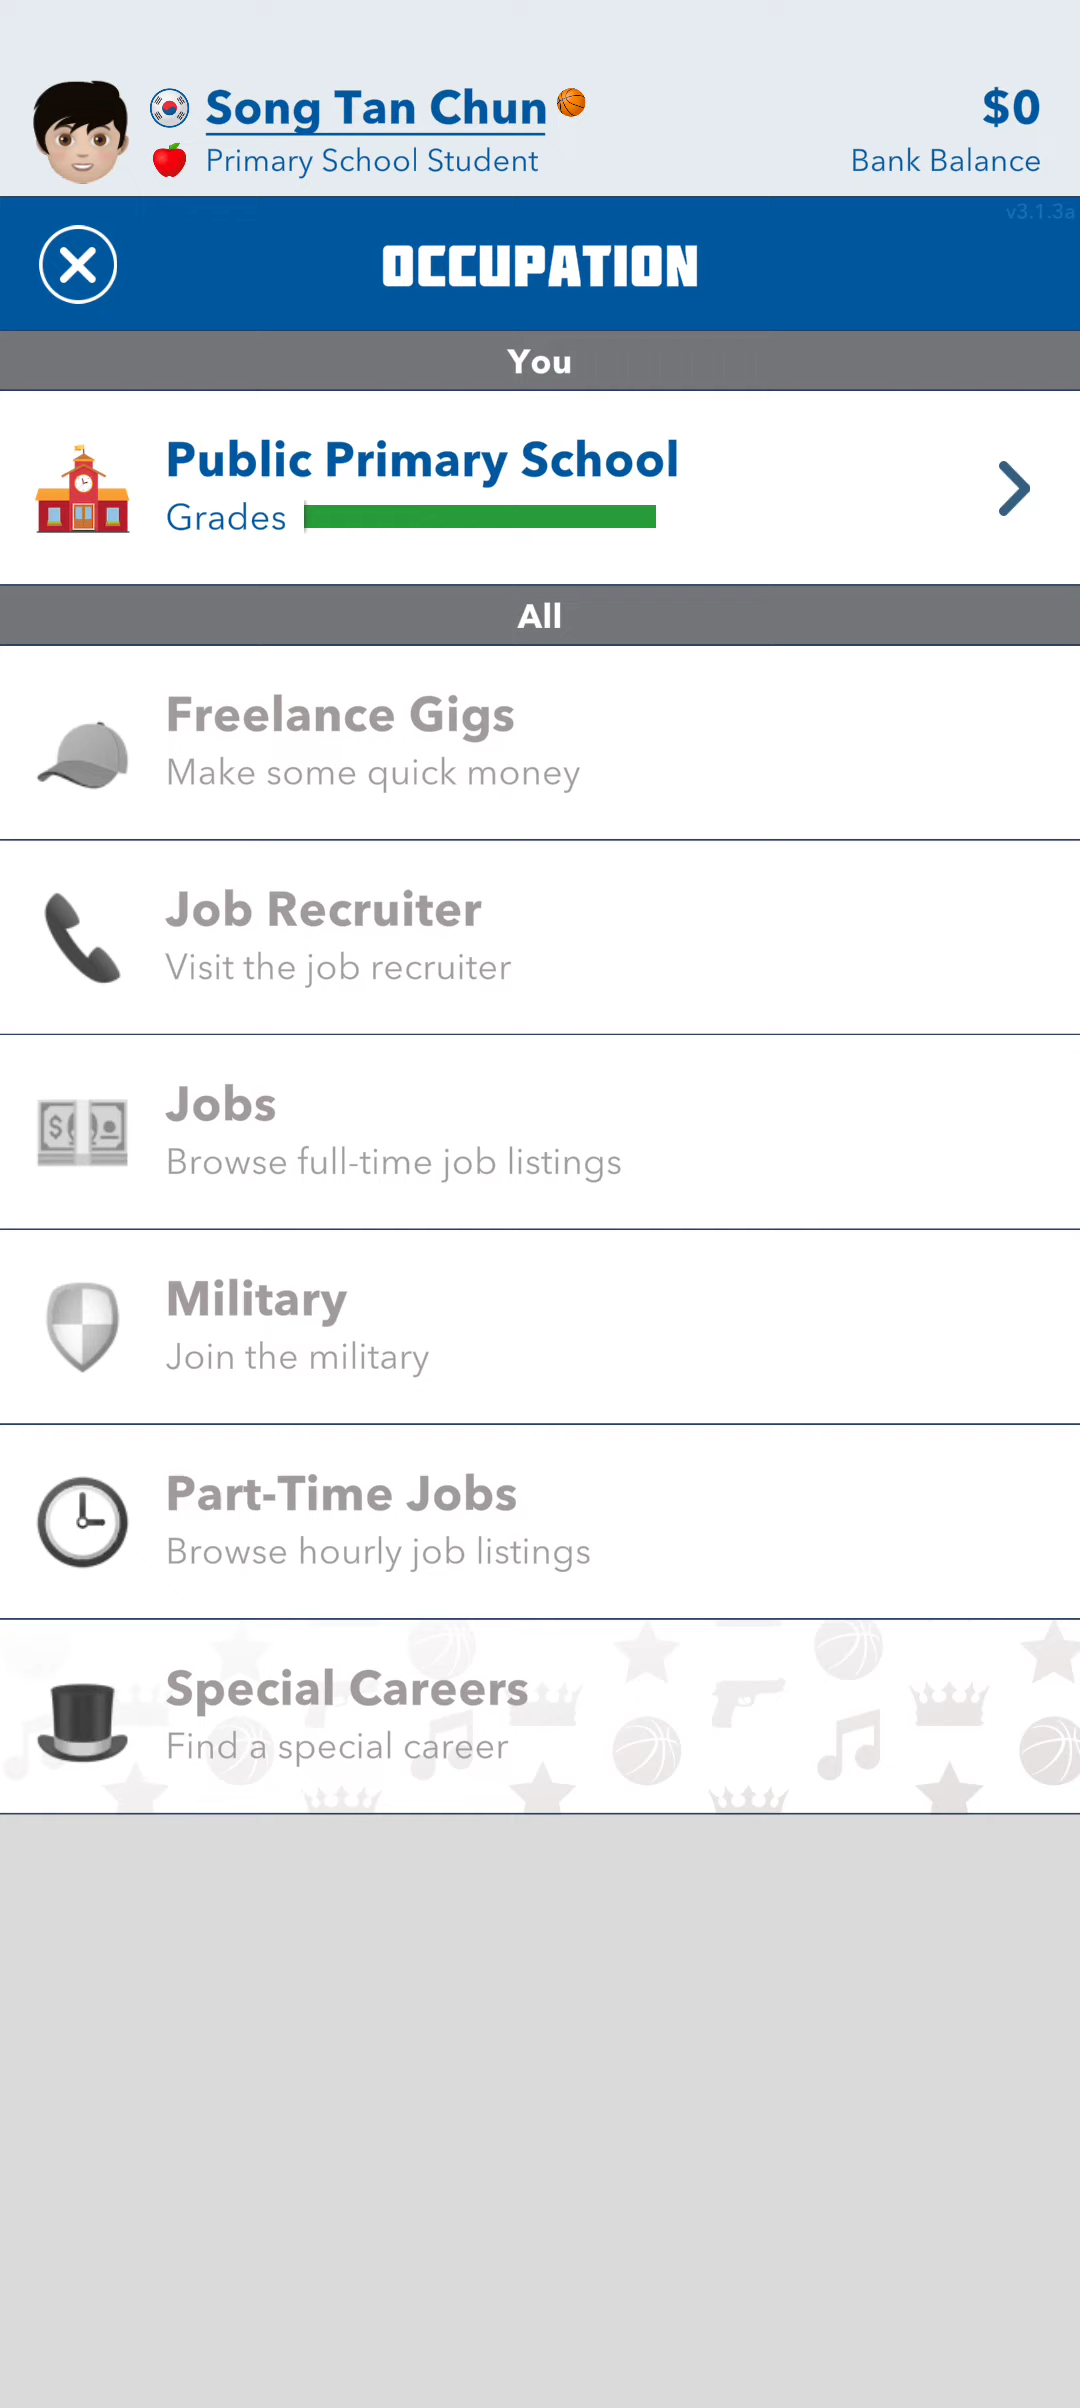 Song Tan Chun
$0
Primary School Student
Bank Balance
v3.1.3a
OCCUPATION
You
Public Primary School
Grades
All
Freelance Gigs
Make some quick money
Job Recruiter
Visit the job recruiter
Jobs
Browse full-time job listings
Military
Join the military
Part-Time Jobs
Browse hourly job listings
Special Careers
Find a special career